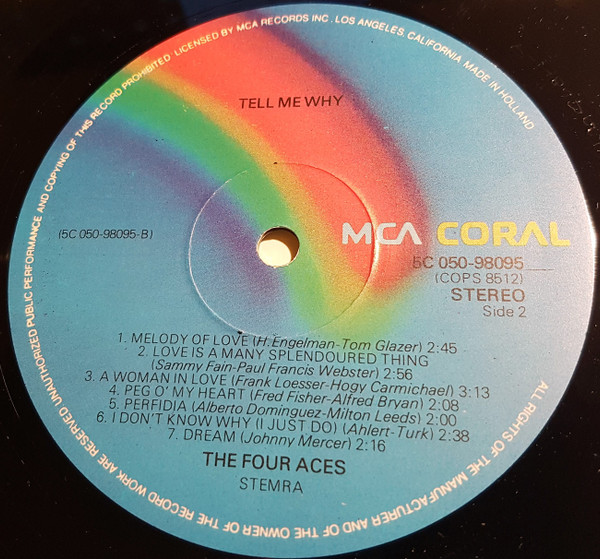 ALL RIGHTS OF THE MANUFACTURER AND OF THE OWNER OF THE RECORD WORK ARE RESERVED UNAUTHORIZED PUBLIC PERFORMANCE AND COPYING OF THIS RECORD PROHIBITED · LICENSED BY MCA RECORDS INC. LOS ANGELES, CALIFORNIA MADE IN HOLLAND
TELL ME WHY
(5C 050-98095-B)
MCA CORAL
5C 050-98095
(COPS 8512)
STEREO
Side 2
1. MELODY OF LOVE (H. Engelman-Tom Glazer) 2:45
2. LOVE IS A MANY SPLENDOURED THING
(Sammy Fain-Paul Francis Webster) 2:56
3. A WOMAN IN LOVE (Frank Loesser-Hogy Carmichael) 3:13
4. PEG O' MY HEART (Fred Fisher-Alfred Bryan) 2:08
5. PERFIDIA (Alberto Dominguez-Milton Leeds) 2:00
6. I DON'T KNOW WHY (I JUST DO) (Ahlert-Turk) 2:38
7. DREAM (Johnny Mercer) 2:16
THE FOUR ACES
STEMRA